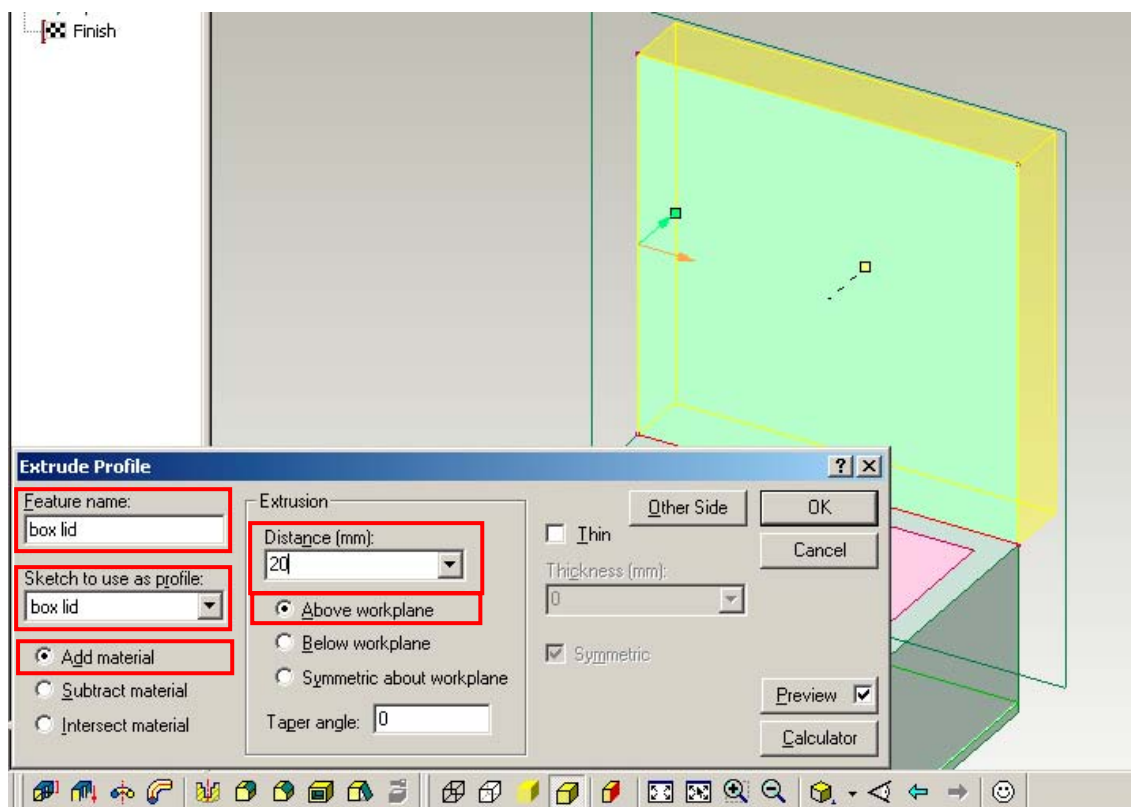 Finish
Extrude Profile
Feature name:
box lid
Sketch to use as profile:
box lid
Add material
Subtract material
Intersect material
Extrusion
Distance (mm):
20
Above workplane
Below workplane
Symmetric about workplane
Taper angle: 0
Other Side
Thin
Thickness (mm):
0
Symmetric
OK
Cancel
Preview
Calculator